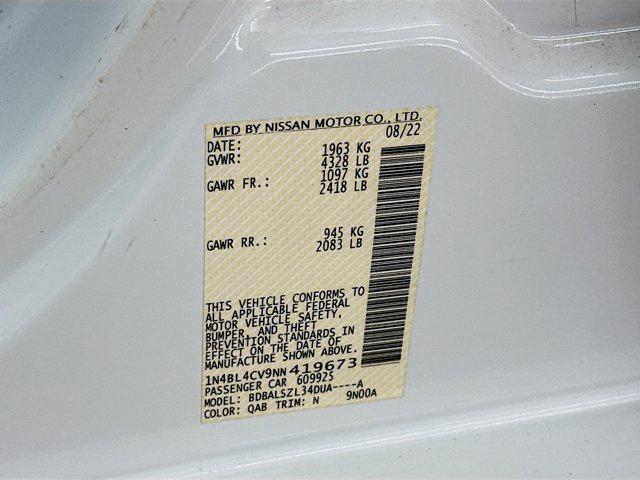 MFD BY NISSAN MOTOR CO., LTD.
DATE: 08/22
GVWR: 1963 KG
4328 LB
GAWR FR.: 1097 KG
2418 LB
GAWR RR.: 945 KG
2083 LB
THIS VEHICLE CONFORMS TO
ALL APPLICABLE FEDERAL
MOTOR VEHICLE SAFETY,
BUMPER, AND THEFT
PREVENTION STANDARDS IN
EFFECT ON THE DATE OF
MANUFACTURE SHOWN ABOVE.
1N4BL4CV9NN419673
PASSENGER CAR 609925
MODEL: BDBALSZL34DUA----A
COLOR: QAB TRIM: N 9N00A